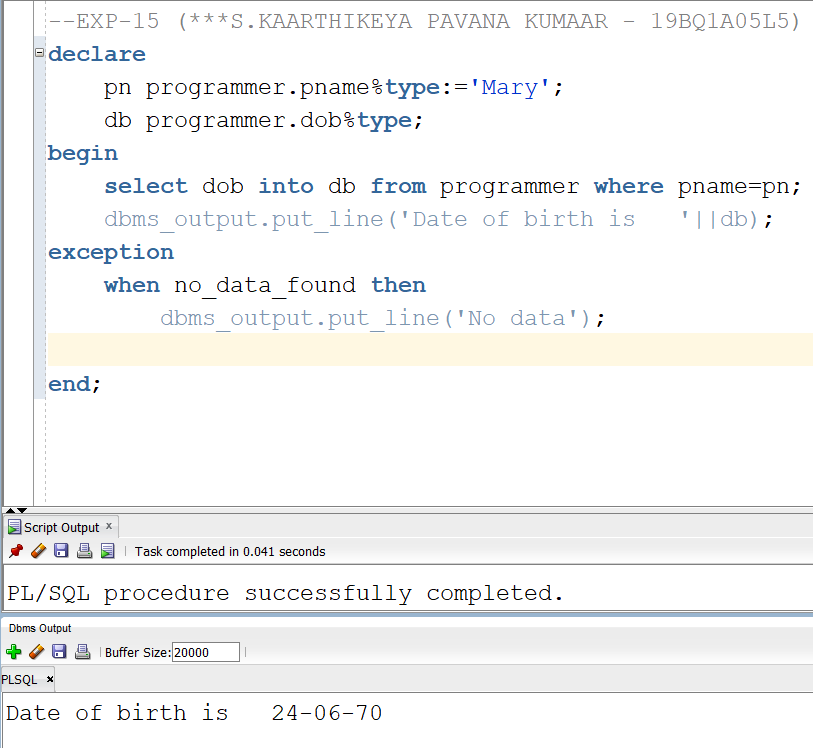 --EXP-15 (***S.KAARTHIKEYA PAVANA KUMAAR - 19BQ1A05L5)
declare
pn programmer.pname%type:='Mary';
db programmer.dob%type;
begin
select dob into db from programmer where pname=pn;
dbms_output.put_line('Date of birth is   '||db);
exception
when no_data_found then
dbms_output.put_line('No data');
end;
Script Output x
Task completed in 0.041 seconds
PL/SQL procedure successfully completed.
Dbms Output
Buffer Size: 20000
PLSQL x
Date of birth is   24-06-70